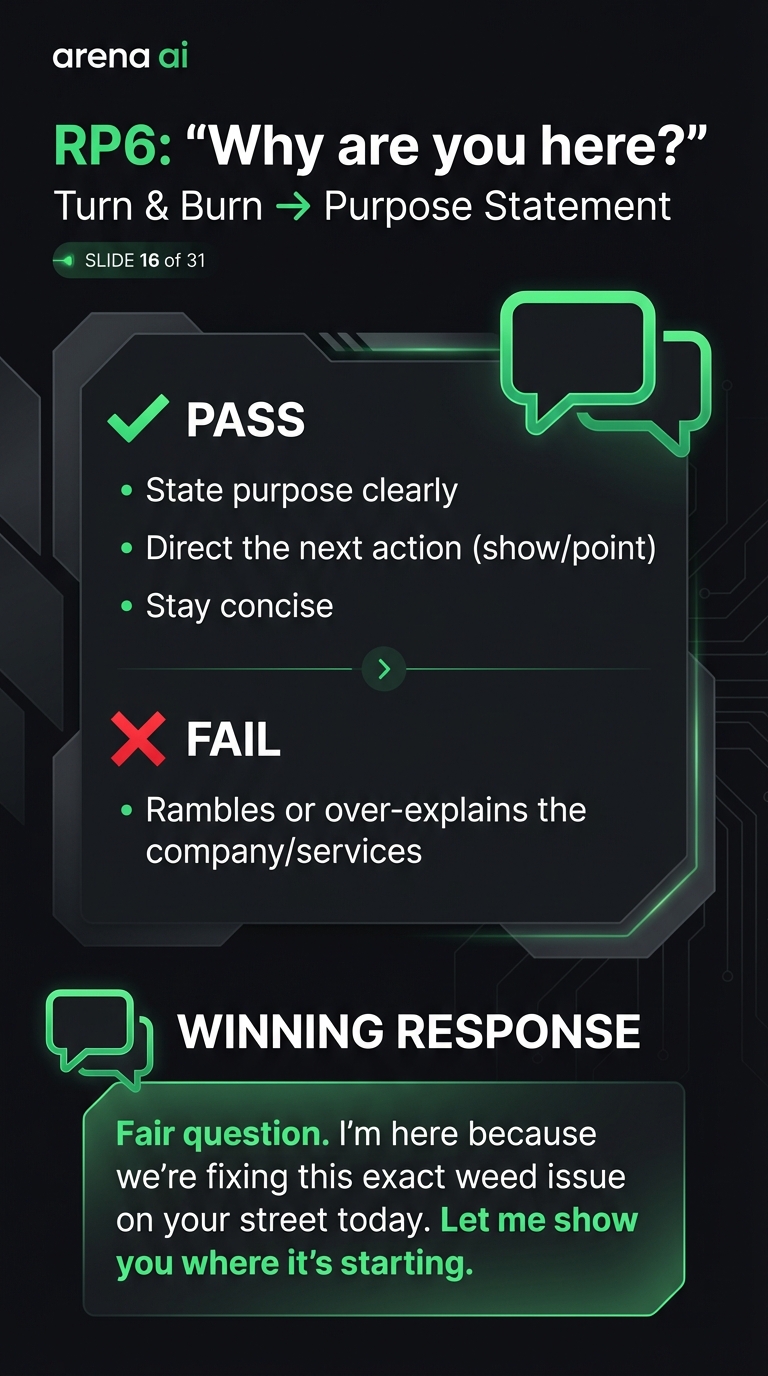 arena ai
RP6: “Why are you here?”
Turn & Burn → Purpose Statement
SLIDE 16 of 31
PASS
• State purpose clearly
• Direct the next action (show/point)
• Stay concise
FAIL
• Rambles or over-explains the
company/services
WINNING RESPONSE
Fair question. I’m here because
we’re fixing this exact weed issue
on your street today. Let me show
you where it’s starting.